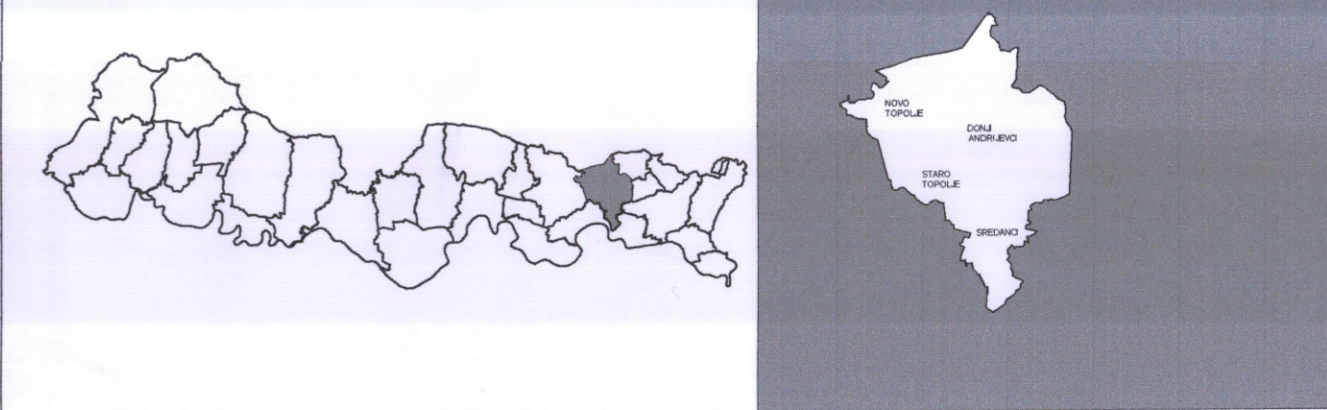 NOVO
TOPOLJE
DONJI
ANDRIJEVCI
STARO
TOPOLJE
SREDANCI